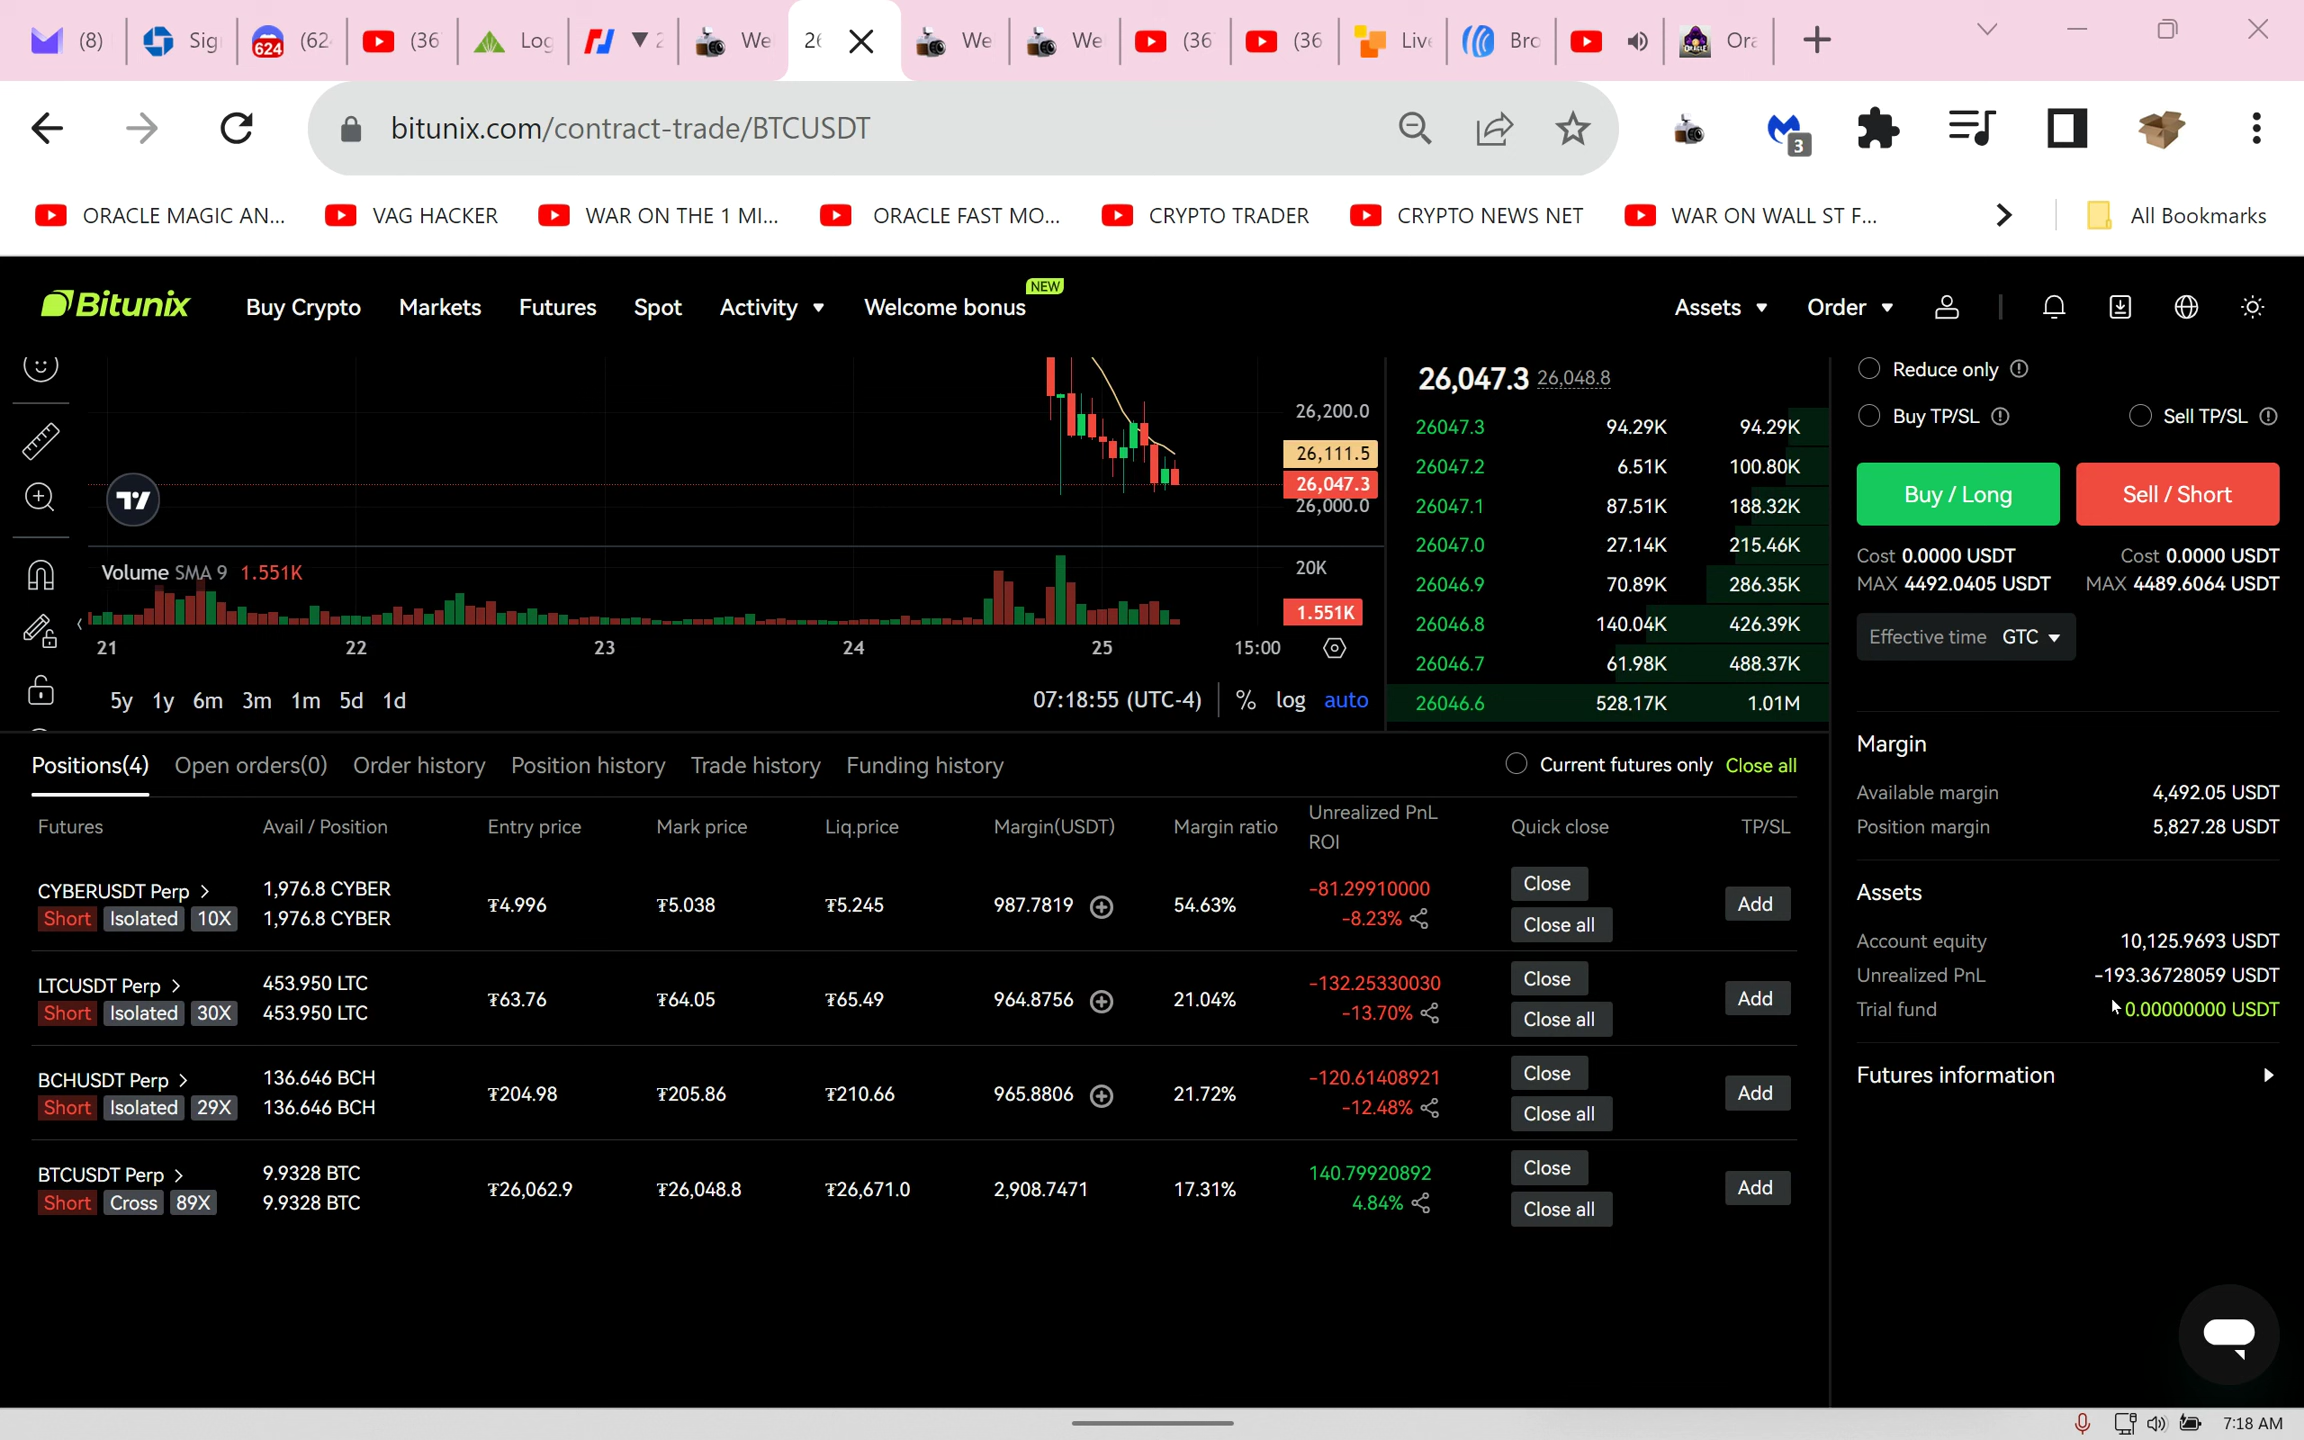 (8) Sig 624 (62 (36 Log ▼ 2 We 26 We We (36 (36 Live Bro Ora
bitunix.com/contract-trade/BTCUSDT 3
ORACLE MAGIC AN... VAG HACKER WAR ON THE 1 MI... ORACLE FAST MO... CRYPTO TRADER CRYPTO NEWS NET WAR ON WALL ST F... All Bookmarks
Bitunix Buy Crypto Markets Futures Spot Activity Welcome bonus NEW Assets Order
26,200.0
26,111.5
26,047.3
26,000.0
Volume SMA 9 1.551K
20K
1.551K
21 22 23 24 25 15:00
5y 1y 6m 3m 1m 5d 1d 07:18:55 (UTC-4) % log auto
26,047.3 26,048.8
26047.3 94.29K 94.29K
26047.2 6.51K 100.80K
26047.1 87.51K 188.32K
26047.0 27.14K 215.46K
26046.9 70.89K 286.35K
26046.8 140.04K 426.39K
26046.7 61.98K 488.37K
26046.6 528.17K 1.01M
Reduce only
Buy TP/SL Sell TP/SL
Buy / Long Sell / Short
Cost 0.0000 USDT Cost 0.0000 USDT
MAX 4492.0405 USDT MAX 4489.6064 USDT
Effective time GTC
Margin
Available margin 4,492.05 USDT
Position margin 5,827.28 USDT
Assets
Account equity 10,125.9693 USDT
Unrealized PnL -193.36728059 USDT
Trial fund 0.00000000 USDT
Futures information
Positions(4) Open orders(0) Order history Position history Trade history Funding history Current futures only Close all
Futures Avail / Position Entry price Mark price Liq.price Margin(USDT) Margin ratio Unrealized PnL Quick close TP/SL
ROI
CYBERUSDT Perp 1,976.8 CYBER ₮4.996 ₮5.038 ₮5.245 987.7819 54.63% -81.29910000 Close Add
Short Isolated 10X 1,976.8 CYBER -8.23% Close all
LTCUSDT Perp 453.950 LTC ₮63.76 ₮64.05 ₮65.49 964.8756 21.04% -132.25330030 Close Add
Short Isolated 30X 453.950 LTC -13.70% Close all
BCHUSDT Perp 136.646 BCH ₮204.98 ₮205.86 ₮210.66 965.8806 21.72% -120.61408921 Close Add
Short Isolated 29X 136.646 BCH -12.48% Close all
BTCUSDT Perp 9.9328 BTC ₮26,062.9 ₮26,048.8 ₮26,671.0 2,908.7471 17.31% 140.79920892 Close Add
Short Cross 89X 9.9328 BTC 4.84% Close all
7:18 AM